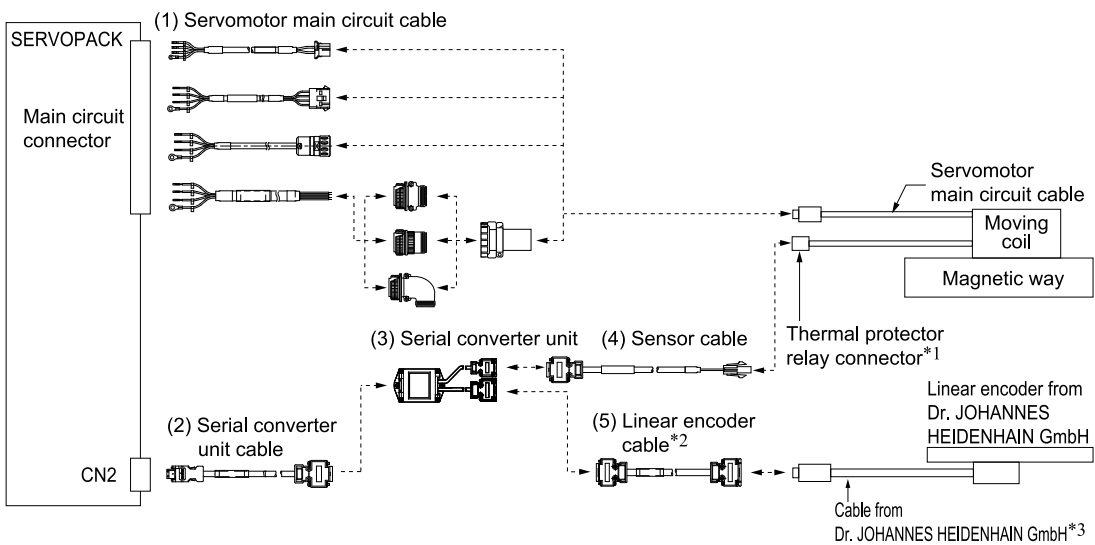 (1) Servomotor main circuit cable
SERVOPACK
Main circuit
connector
Servomotor
main circuit cable
Moving
coil
Magnetic way
Thermal protector
relay connector*1
(3) Serial converter unit
(4) Sensor cable
(2) Serial converter
unit cable
(5) Linear encoder
cable*2
Linear encoder from
Dr. JOHANNES
HEIDENHAIN GmbH
CN2
Cable from
Dr. JOHANNES HEIDENHAIN GmbH*3